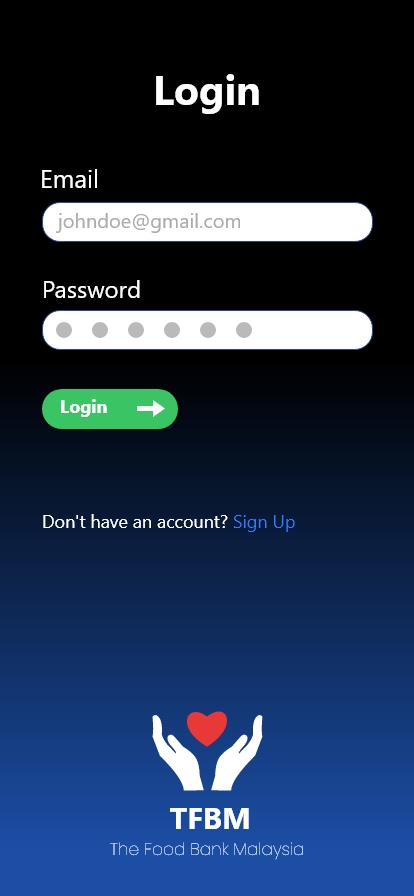 Login
Email
johndoe@gmail.com
Password
Login
Don't have an account? Sign Up
TFBM
The Food Bank Malaysia